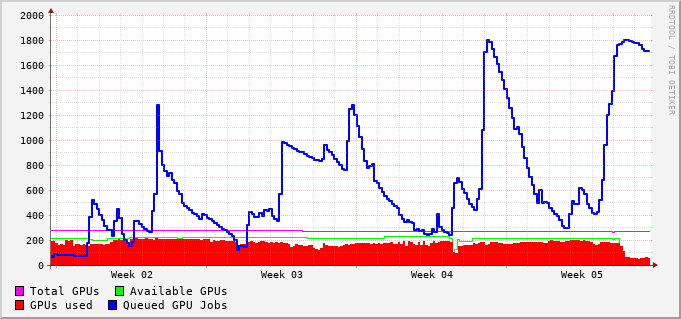 2000
1800
1600
1400
1200
1000
800
600
400
200
0
Week 02 Week 03 Week 04 Week 05
Total GPUs Available GPUs
GPUs used Queued GPU Jobs
RRDTOOL / TOBI OETIKER